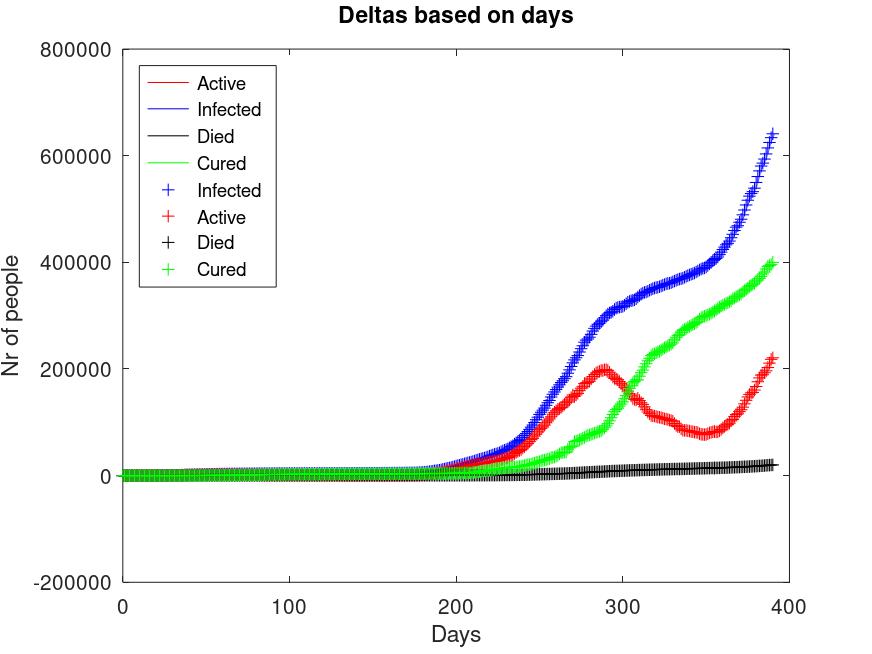 Deltas based on days
800000
600000
400000
200000
0
-200000
Nr of people
Active
Infected
Died
Cured
Infected
Active
Died
Cured
0 100 200 300 400
Days